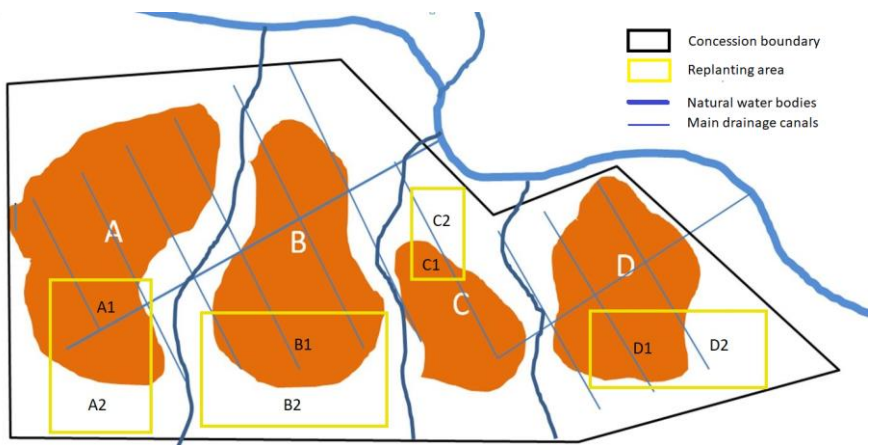 Concession boundary
Replanting area
Natural water bodies
Main drainage canals
A
B
C
D
C2
C1
A1
B1
D1
D2
A2
B2